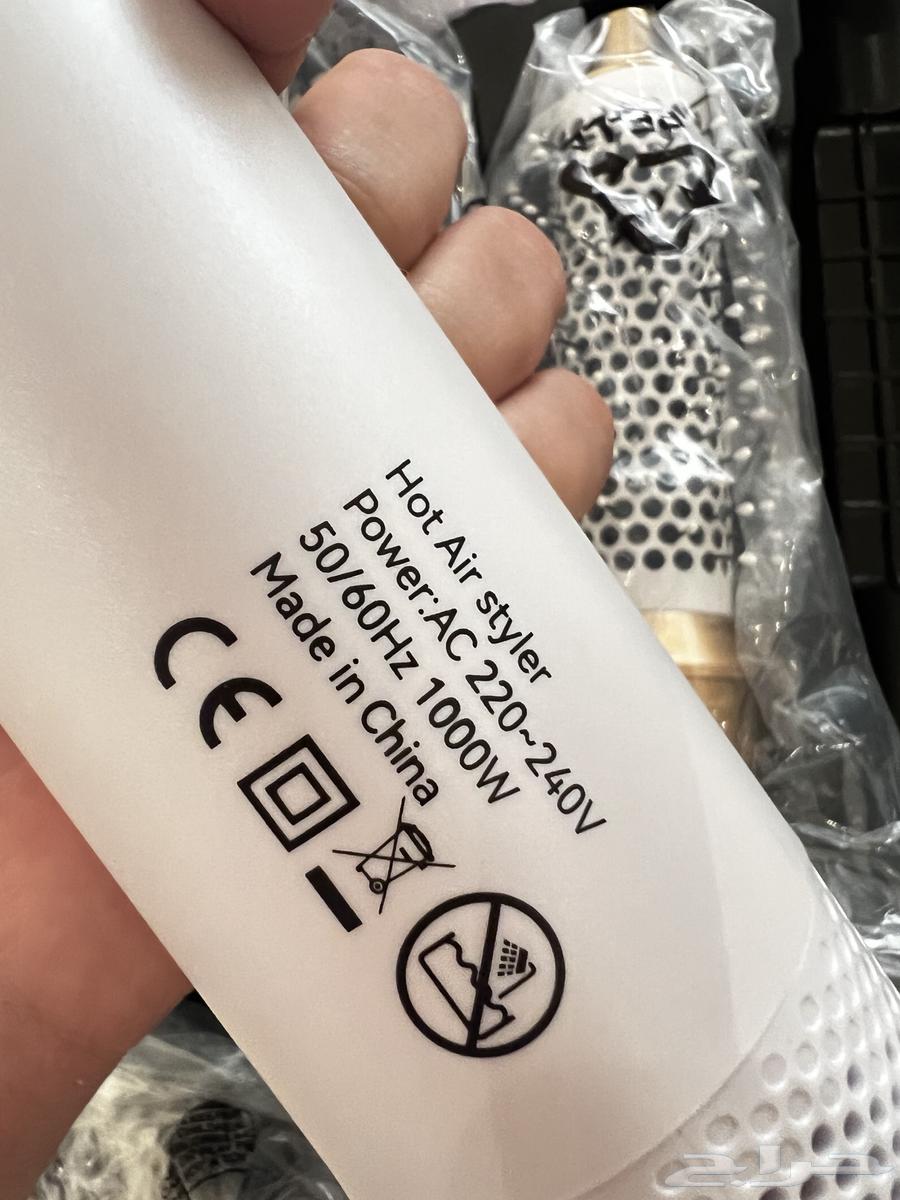 Hot Air styler
Power:AC 220~240V
50/60Hz 1000W
Made in China
CE
حراج